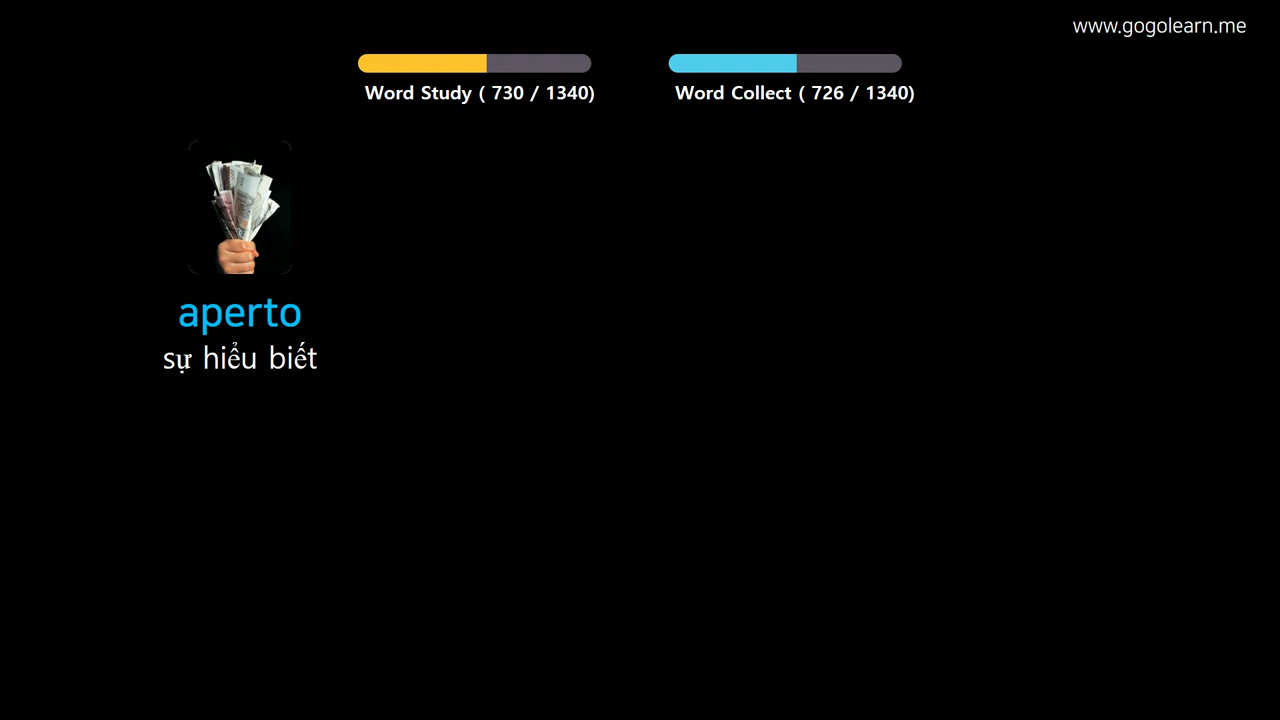 www.gogolearn.me
Word Study ( 730 / 1340)
Word Collect ( 726 / 1340)
aperto
sự hiểu biết